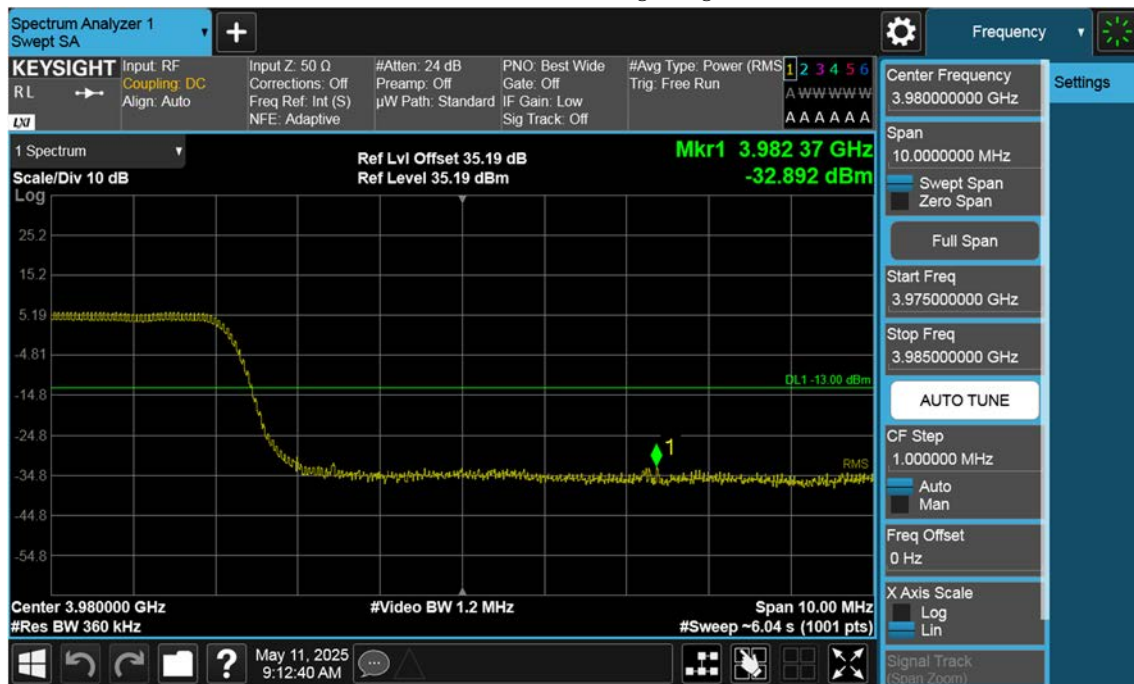 Spectrum Analyzer 1
Swept SA
Frequency
KEYSIGHT
RL
LXI
Input: RF
Coupling: DC
Align: Auto
Input Z: 50 Ω
Corrections: Off
Freq Ref: Int (S)
NFE: Adaptive
#Atten: 24 dB
Preamp: Off
µW Path: Standard
PNO: Best Wide
Gate: Off
IF Gain: Low
Sig Track: Off
#Avg Type: Power (RMS
Trig: Free Run
1 2 3 4 5 6
A W W W W W
A A A A A A
1 Spectrum
Scale/Div 10 dB
Ref Lvl Offset 35.19 dB
Ref Level 35.19 dBm
Mkr1 3.982 37 GHz
-32.892 dBm
Log
25.2
15.2
5.19
-4.81
-14.8
-24.8
-34.8
-44.8
-54.8
DL1 -13.00 dBm
1
RMS
Center 3.980000 GHz
#Res BW 360 kHz
#Video BW 1.2 MHz
Span 10.00 MHz
#Sweep ~6.04 s (1001 pts)
May 11, 2025
9:12:40 AM
Center Frequency
3.980000000 GHz
Settings
Span
10.0000000 MHz
Swept Span
Zero Span
Full Span
Start Freq
3.975000000 GHz
Stop Freq
3.985000000 GHz
AUTO TUNE
CF Step
1.000000 MHz
Auto
Man
Freq Offset
0 Hz
X Axis Scale
Log
Lin
Signal Track
(Span Zoom)